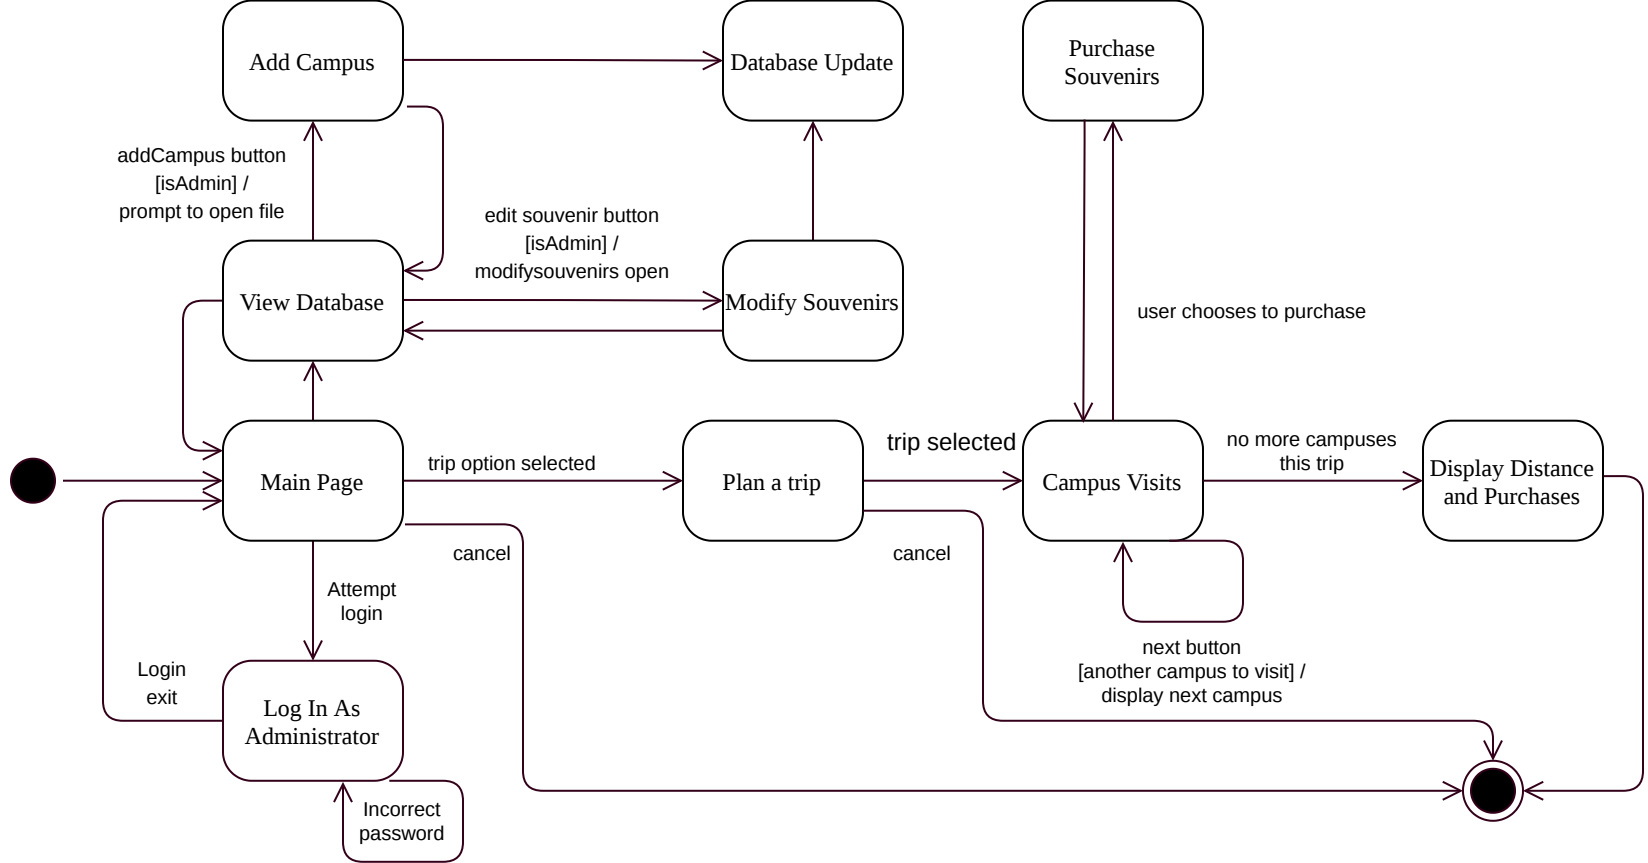 Add Campus
Database Update
Purchase
Souvenirs
addCampus button
[isAdmin] /
prompt to open file
edit souvenir button
[isAdmin] /
modifysouvenirs open
View Database
Modify Souvenirs
user chooses to purchase
Main Page
trip option selected
Plan a trip
trip selected
Campus Visits
no more campuses
this trip
Display Distance
and Purchases
cancel
cancel
Attempt
login
Login
exit
Log In As
Administrator
next button
[another campus to visit] /
display next campus
Incorrect
password